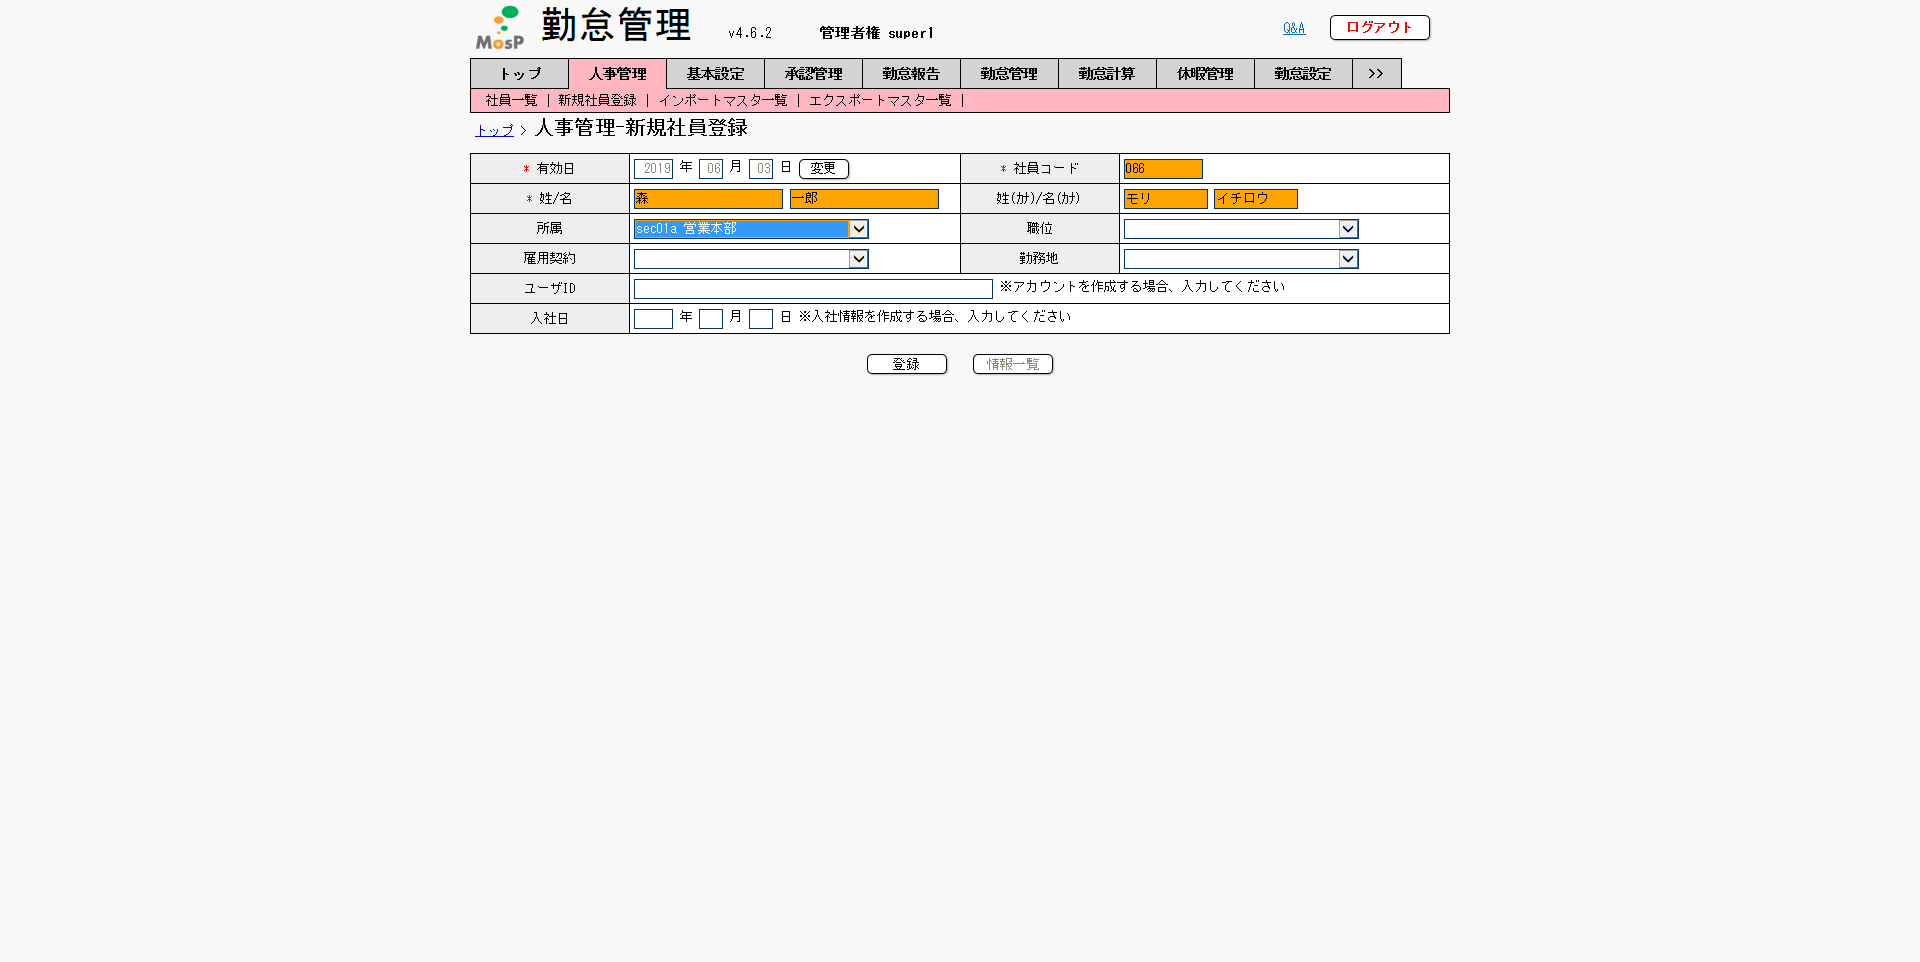 MosP 勤怠管理 v4.6.2 管理者権 super1 Q&A ログアウト
トップ 人事管理 基本設定 承認管理 勤怠報告 勤怠管理 勤怠計算 休暇管理 勤怠設定 >>
社員一覧 | 新規社員登録 | インポートマスタ一覧 | エクスポートマスタ一覧 |
トップ > 人事管理-新規社員登録
* 有効日 2019 年 06 月 03 日 変更 * 社員コード 066
* 姓/名 森 一郎 姓(ｶﾅ)/名(ｶﾅ) モリ イチロウ
所属 sec01a 営業本部 職位
雇用契約 勤務地
ユーザID ※アカウントを作成する場合、入力してください
入社日 年 月 日 ※入社情報を作成する場合、入力してください
登録 情報一覧